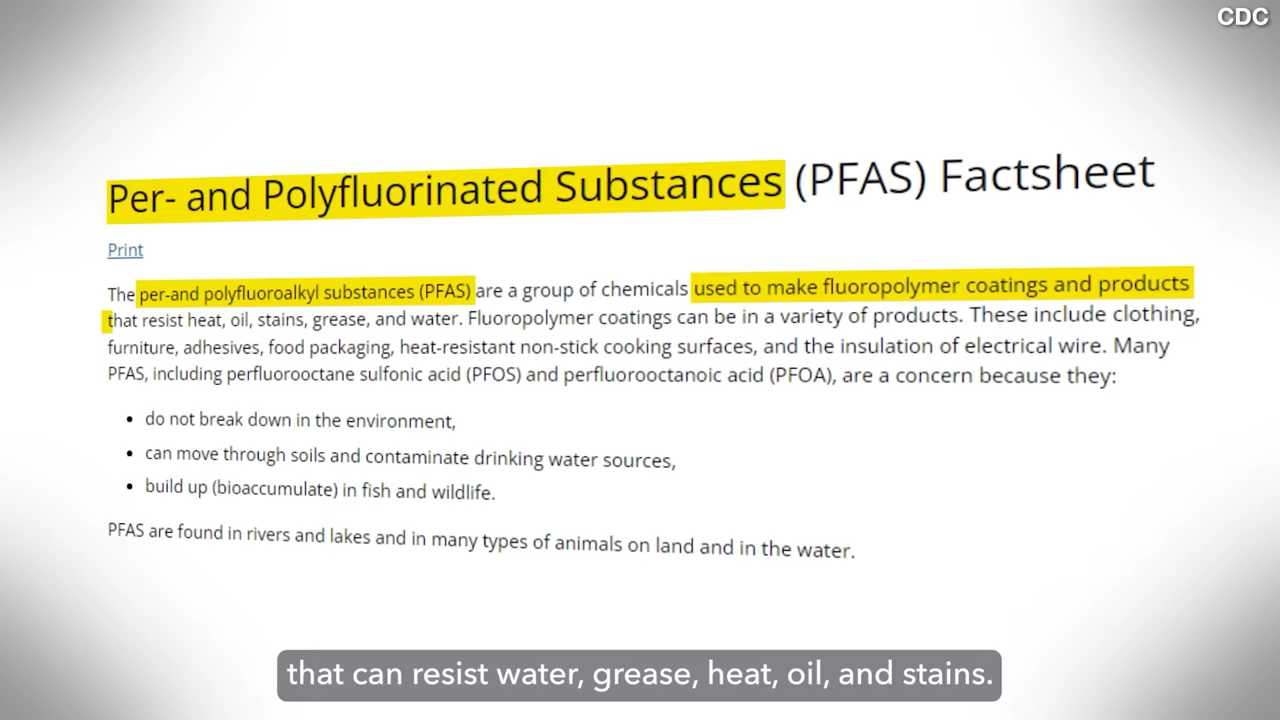 CDC
Per- and Polyfluorinated Substances (PFAS) Factsheet
Print
The per-and polyfluoroalkyl substances (PFAS) are a group of chemicals used to make fluoropolymer coatings and products
that resist heat, oil, stains, grease, and water. Fluoropolymer coatings can be in a variety of products. These include clothing,
furniture, adhesives, food packaging, heat-resistant non-stick cooking surfaces, and the insulation of electrical wire. Many
PFAS, including perfluorooctane sulfonic acid (PFOS) and perfluorooctanoic acid (PFOA), are a concern because they:
• do not break down in the environment,
• can move through soils and contaminate drinking water sources,
• build up (bioaccumulate) in fish and wildlife.
PFAS are found in rivers and lakes and in many types of animals on land and in the water.
that can resist water, grease, heat, oil, and stains.